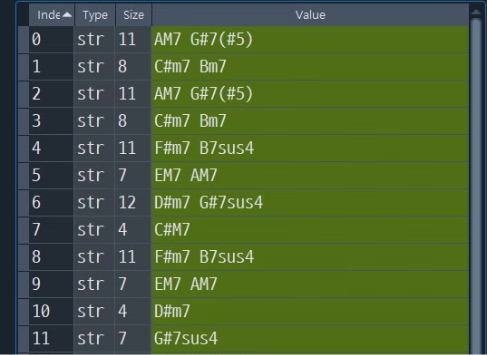 Inde Type Size Value
0 str 11 AM7 G#7(#5)
1 str 8 C#m7 Bm7
2 str 11 AM7 G#7(#5)
3 str 8 C#m7 Bm7
4 str 11 F#m7 B7sus4
5 str 7 EM7 AM7
6 str 12 D#m7 G#7sus4
7 str 4 C#M7
8 str 11 F#m7 B7sus4
9 str 7 EM7 AM7
10 str 4 D#m7
11 str 7 G#7sus4